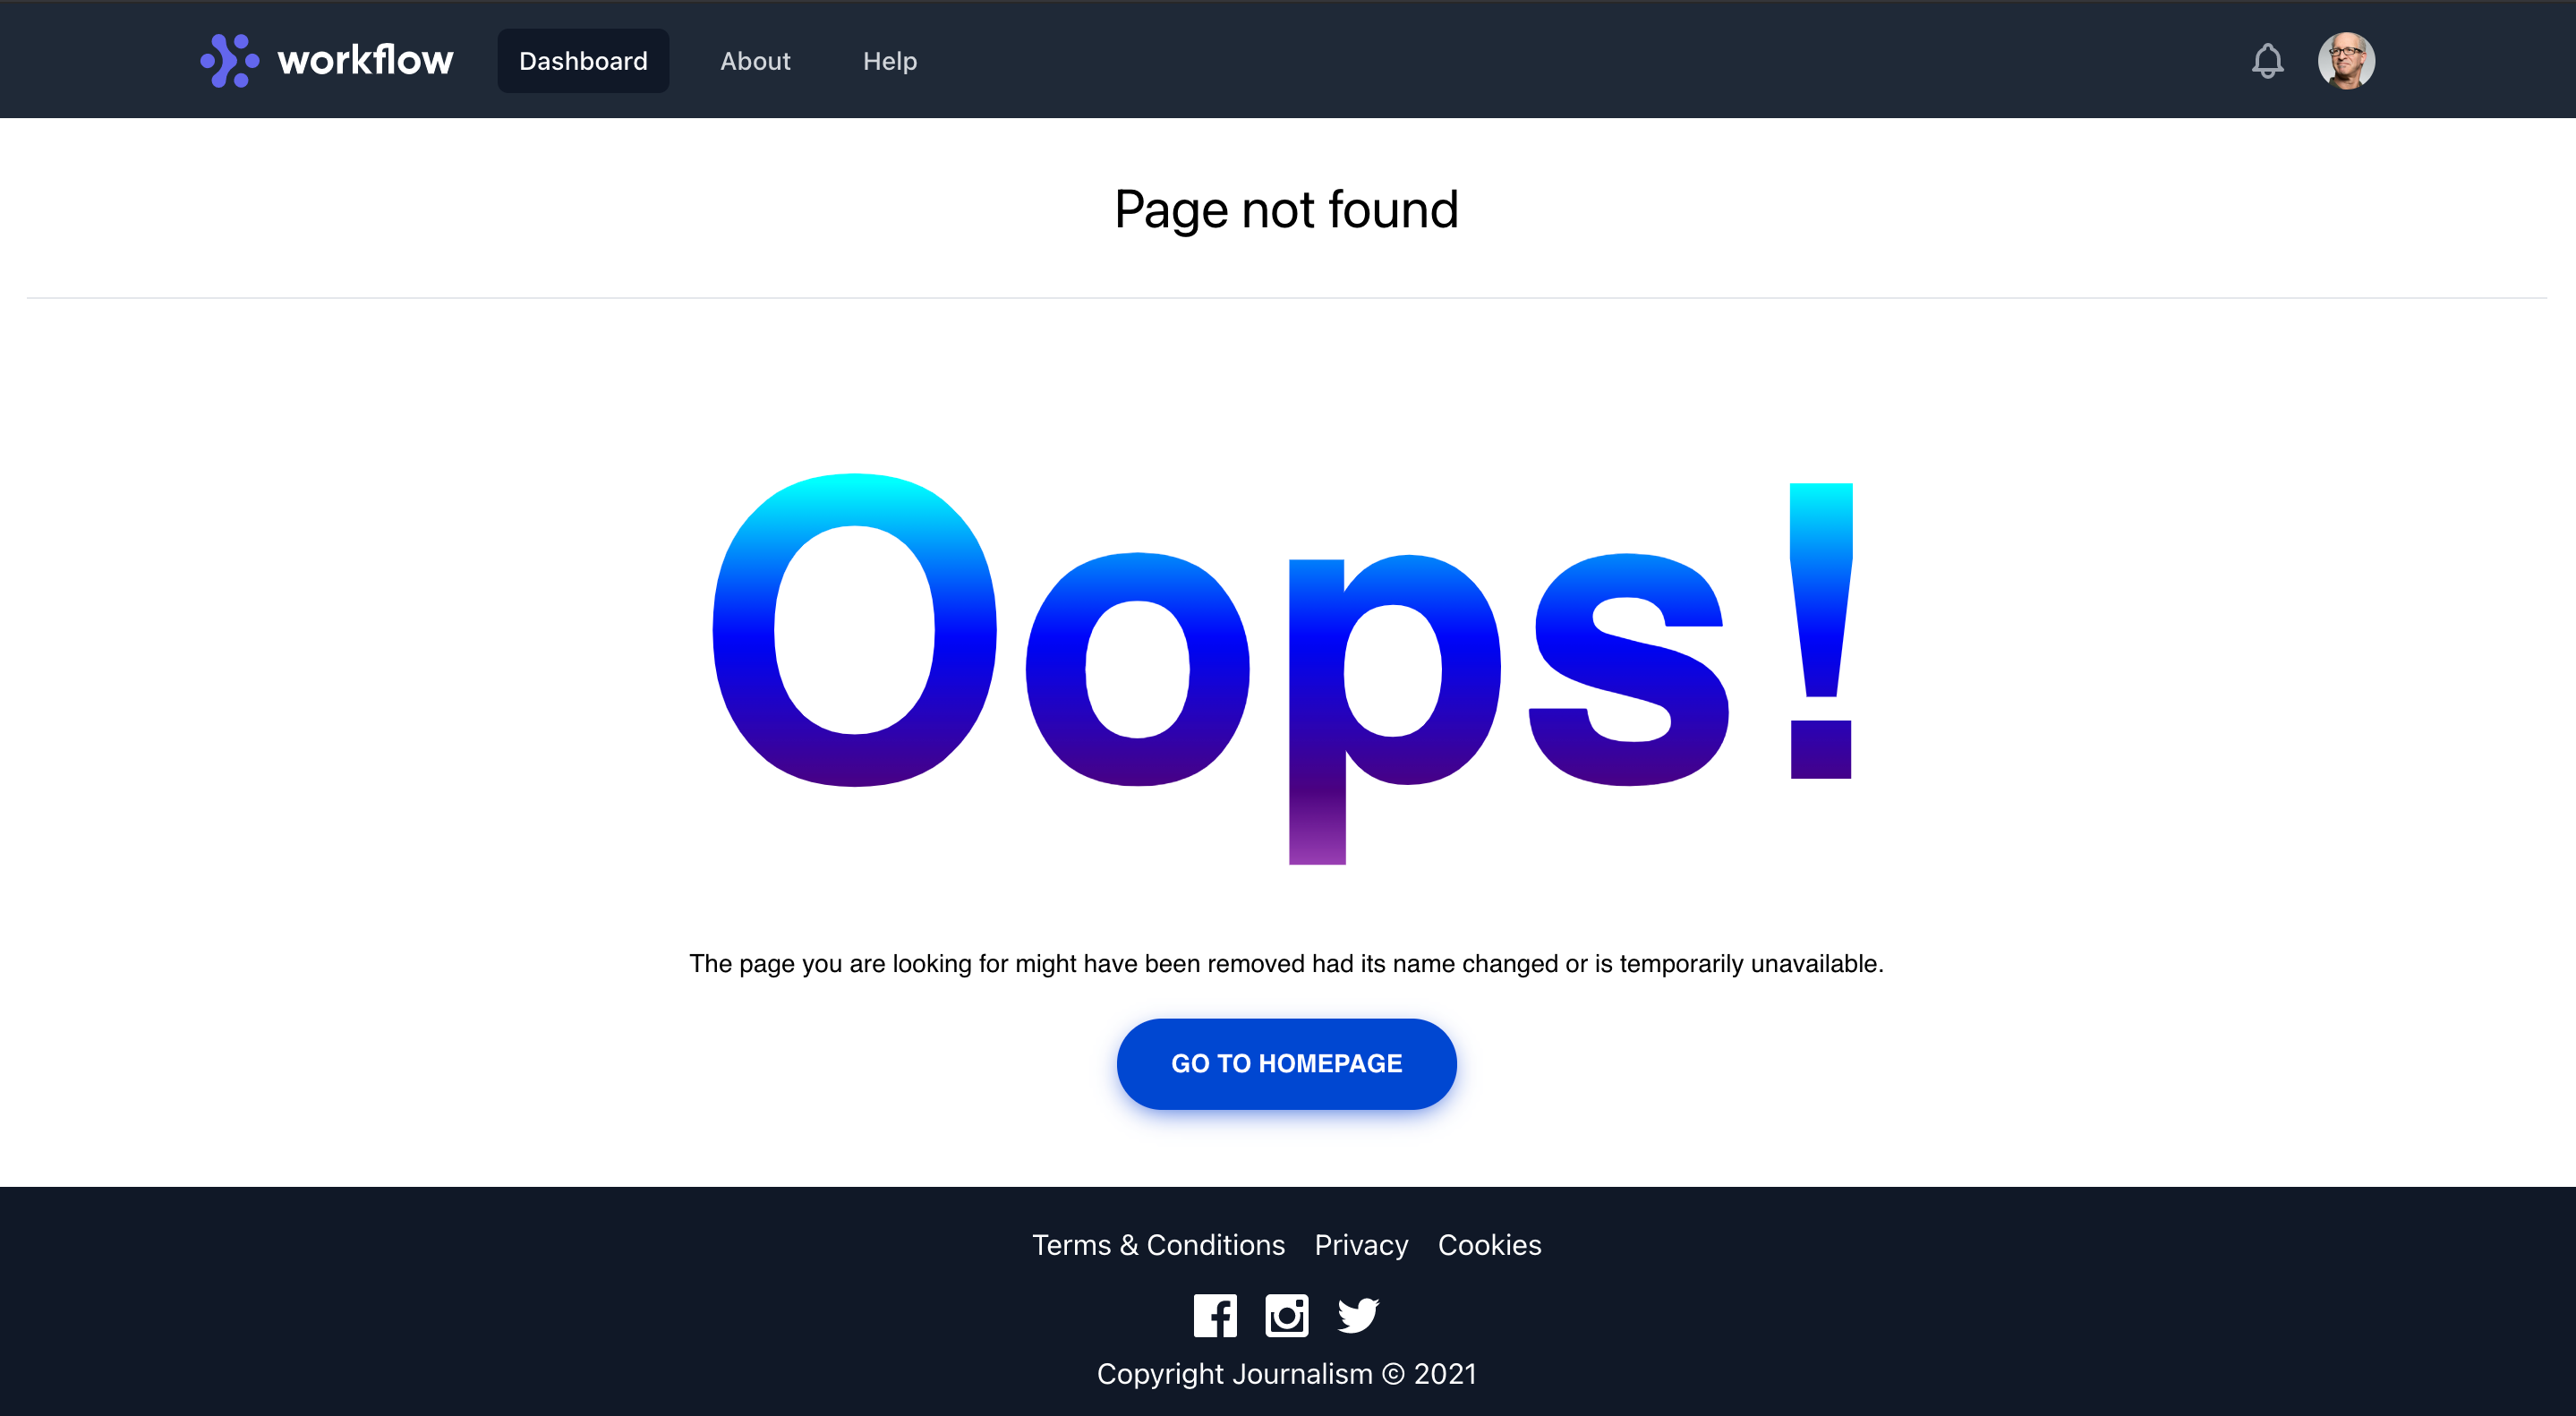 workflow Dashboard About Help
Page not found
Oops!
The page you are looking for might have been removed had its name changed or is temporarily unavailable.
GO TO HOMEPAGE
Terms & Conditions Privacy Cookies
Copyright Journalism © 2021